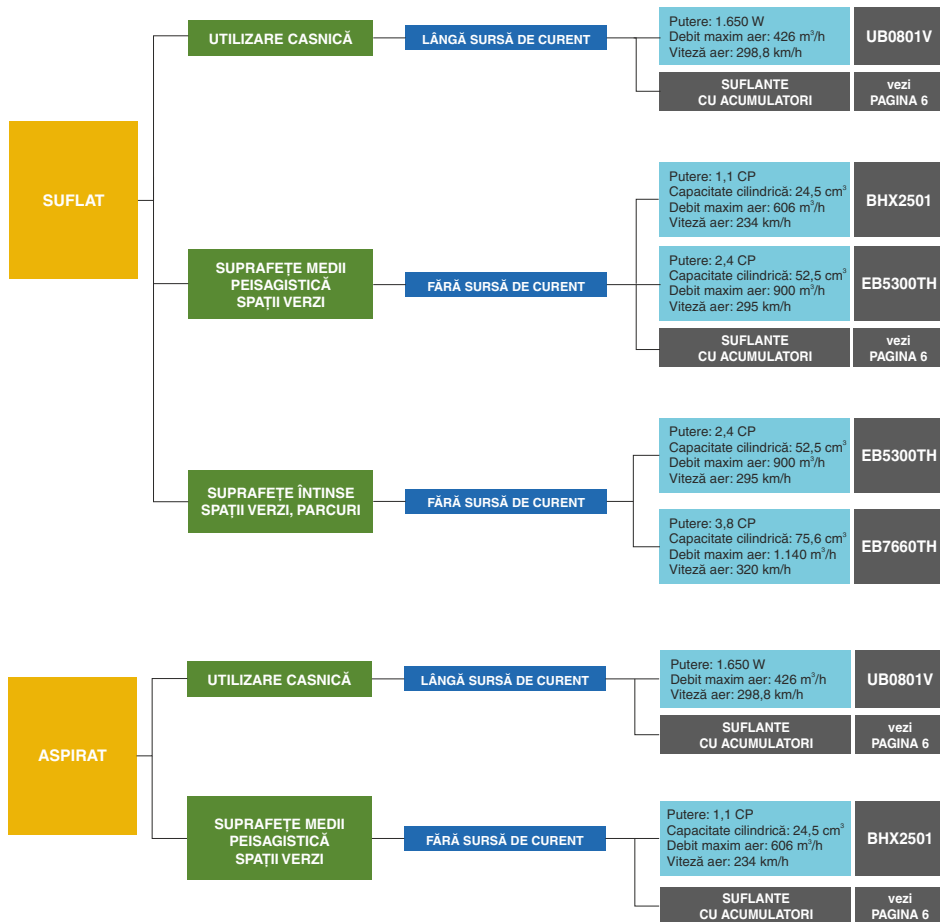 SUFLAT
UTILIZARE CASNICĂ
LÂNGĂ SURSĂ DE CURENT
Putere: 1.650 W
Debit maxim aer: 426 m³/h
Viteză aer: 298,8 km/h
UB0801V
SUFLANTE
CU ACUMULATORI
vezi
PAGINA 6
SUPRAFEȚE MEDII
PEISAGISTICĂ
SPAȚII VERZI
FĂRĂ SURSĂ DE CURENT
Putere: 1,1 CP
Capacitate cilindrică: 24,5 cm³
Debit maxim aer: 606 m³/h
Viteză aer: 234 km/h
BHX2501
Putere: 2,4 CP
Capacitate cilindrică: 52,5 cm³
Debit maxim aer: 900 m³/h
Viteză aer: 295 km/h
EB5300TH
SUFLANTE
CU ACUMULATORI
vezi
PAGINA 6
SUPRAFEȚE ÎNTINSE
SPAȚII VERZI, PARCURI
FĂRĂ SURSĂ DE CURENT
Putere: 2,4 CP
Capacitate cilindrică: 52,5 cm³
Debit maxim aer: 900 m³/h
Viteză aer: 295 km/h
EB5300TH
Putere: 3,8 CP
Capacitate cilindrică: 75,6 cm³
Debit maxim aer: 1.140 m³/h
Viteză aer: 320 km/h
EB7660TH
ASPIRAT
UTILIZARE CASNICĂ
LÂNGĂ SURSĂ DE CURENT
Putere: 1.650 W
Debit maxim aer: 426 m³/h
Viteză aer: 298,8 km/h
UB0801V
SUFLANTE
CU ACUMULATORI
vezi
PAGINA 6
SUPRAFEȚE MEDII
PEISAGISTICĂ
SPAȚII VERZI
FĂRĂ SURSĂ DE CURENT
Putere: 1,1 CP
Capacitate cilindrică: 24,5 cm³
Debit maxim aer: 606 m³/h
Viteză aer: 234 km/h
BHX2501
SUFLANTE
CU ACUMULATORI
vezi
PAGINA 6